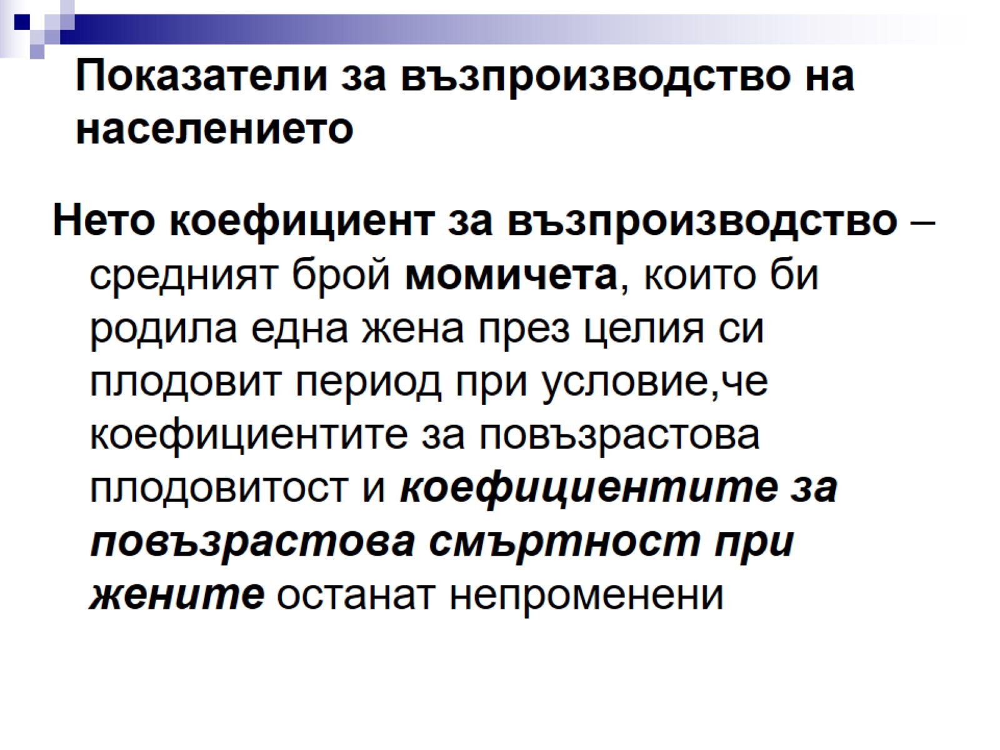 Показатели за възпроизводство на
населението
Нето коефициент за възпроизводство –
средният брой момичета, които би
родила една жена през целия си
плодовит период при условие,че
коефициентите за повъзрастова
плодовитост и коефициентите за
повъзрастова смъртност при
жените останат непроменени